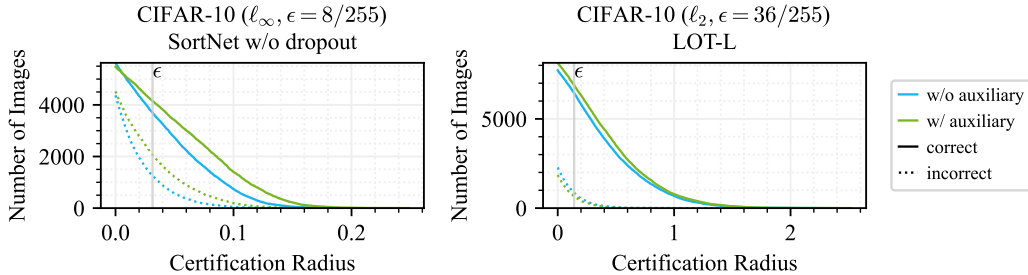 CIFAR-10 (ℓ∞, ϵ = 8/255)
SortNet w/o dropout
Number of Images
4000
2000
0
ϵ
0.0
0.1
0.2
Certification Radius
CIFAR-10 (ℓ2, ϵ = 36/255)
LOT-L
Number of Images
5000
0
ϵ
0
1
2
Certification Radius
w/o auxiliary
w/ auxiliary
correct
incorrect